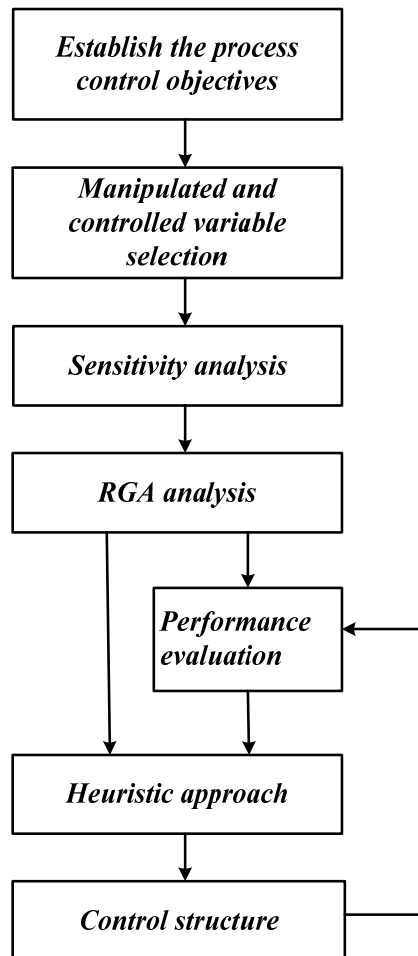 Establish the process
control objectives
Manipulated and
controlled variable
selection
Sensitivity analysis
RGA analysis
Performance
evaluation
Heuristic approach
Control structure